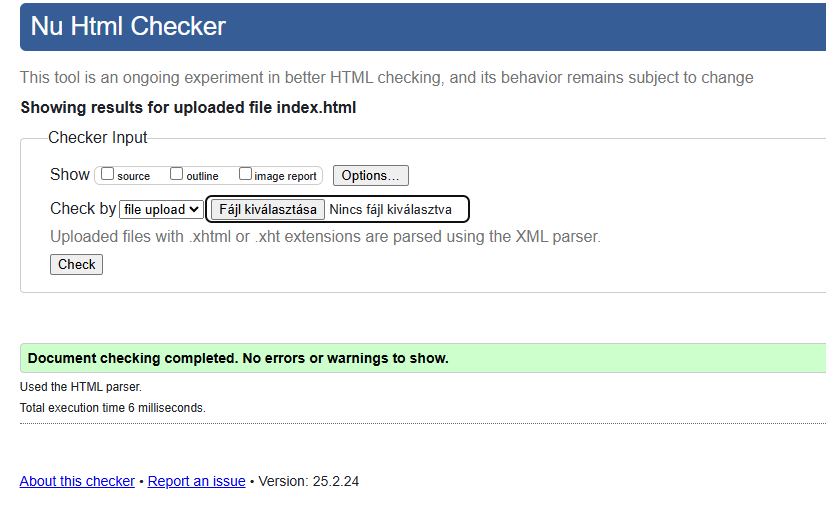 Nu Html Checker
This tool is an ongoing experiment in better HTML checking, and its behavior remains subject to change
Showing results for uploaded file index.html
Checker Input
Show source outline image report Options...
Check by file upload Fájl kiválasztása Nincs fájl kiválasztva
Uploaded files with .xhtml or .xht extensions are parsed using the XML parser.
Check
Document checking completed. No errors or warnings to show.
Used the HTML parser.
Total execution time 6 milliseconds.
About this checker • Report an issue • Version: 25.2.24